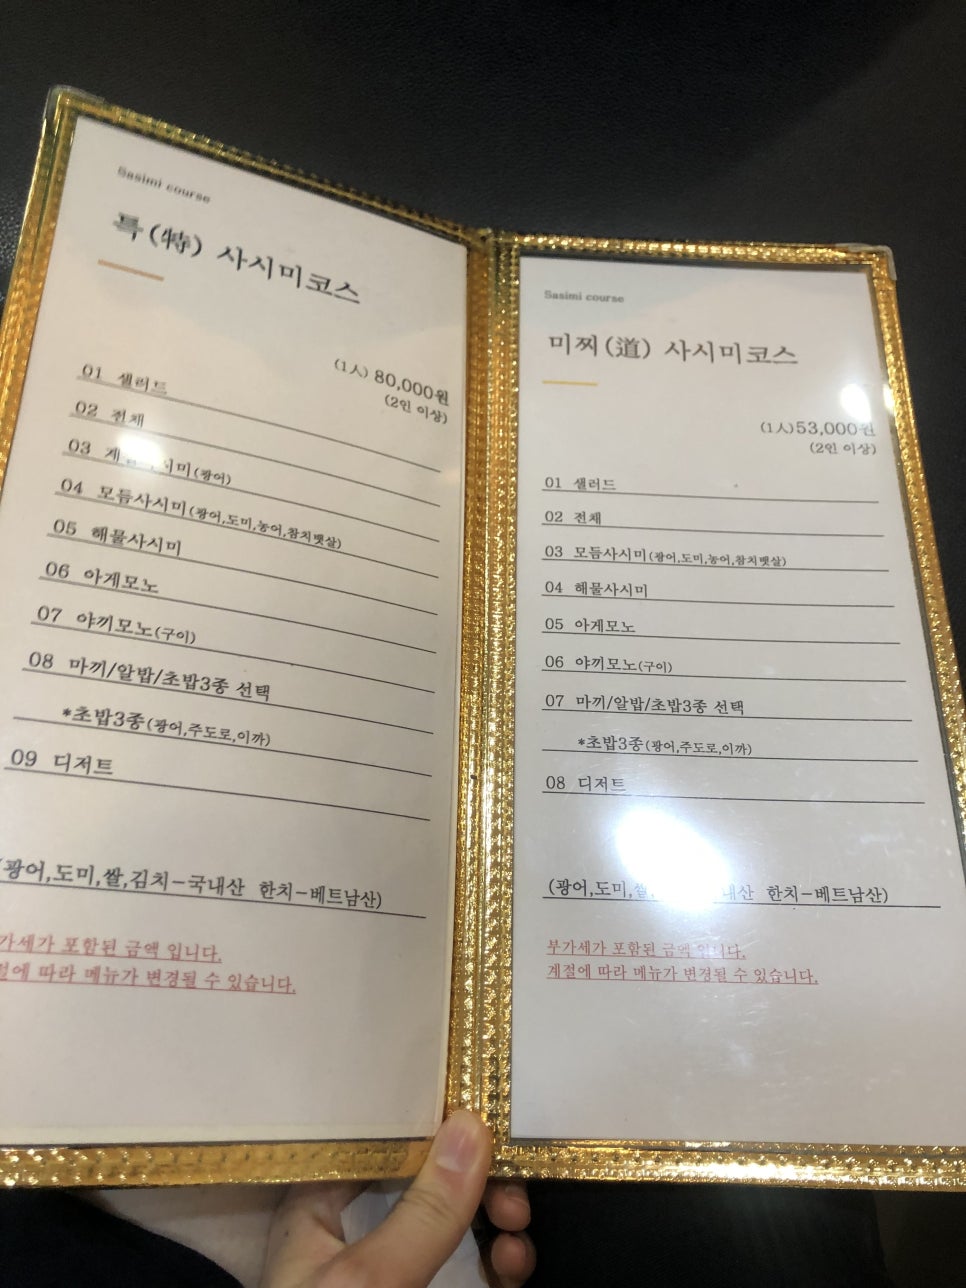 Sasimi course
특(特) 사시미코스
(1人) 80,000원
(2인 이상)
01 샐러드
02 전채
03 시미(광어)
04 모듬사시미(광어,도미,농어,참치뱃살)
05 해물사시미
06 아게모노
07 야끼모노(구이)
08 마끼/알밥/초밥3종 선택
*초밥3종(광어,주도로,이까)
09 디저트
(광어,도미,쌀,김치-국내산 한치-베트남산)
가세가 포함된 금액 입니다.
절에 따라 메뉴가 변경될 수 있습니다.
Sasimi course
미찌(道) 사시미코스
(1人)53,000원
(2인 이상)
01 샐러드
02 전채
03 모듬사시미(광어,도미,농어,참치뱃살)
04 해물사시미
05 아게모노
06 야끼모노(구이)
07 마끼/알밥/초밥3종 선택
*초밥3종(광어,주도로,이까)
08 디저트
(광어,도미,쌀, 내산 한치-베트남산)
부가세가 포함된 금액 입니다.
계절에 따라 메뉴가 변경될 수 있습니다.